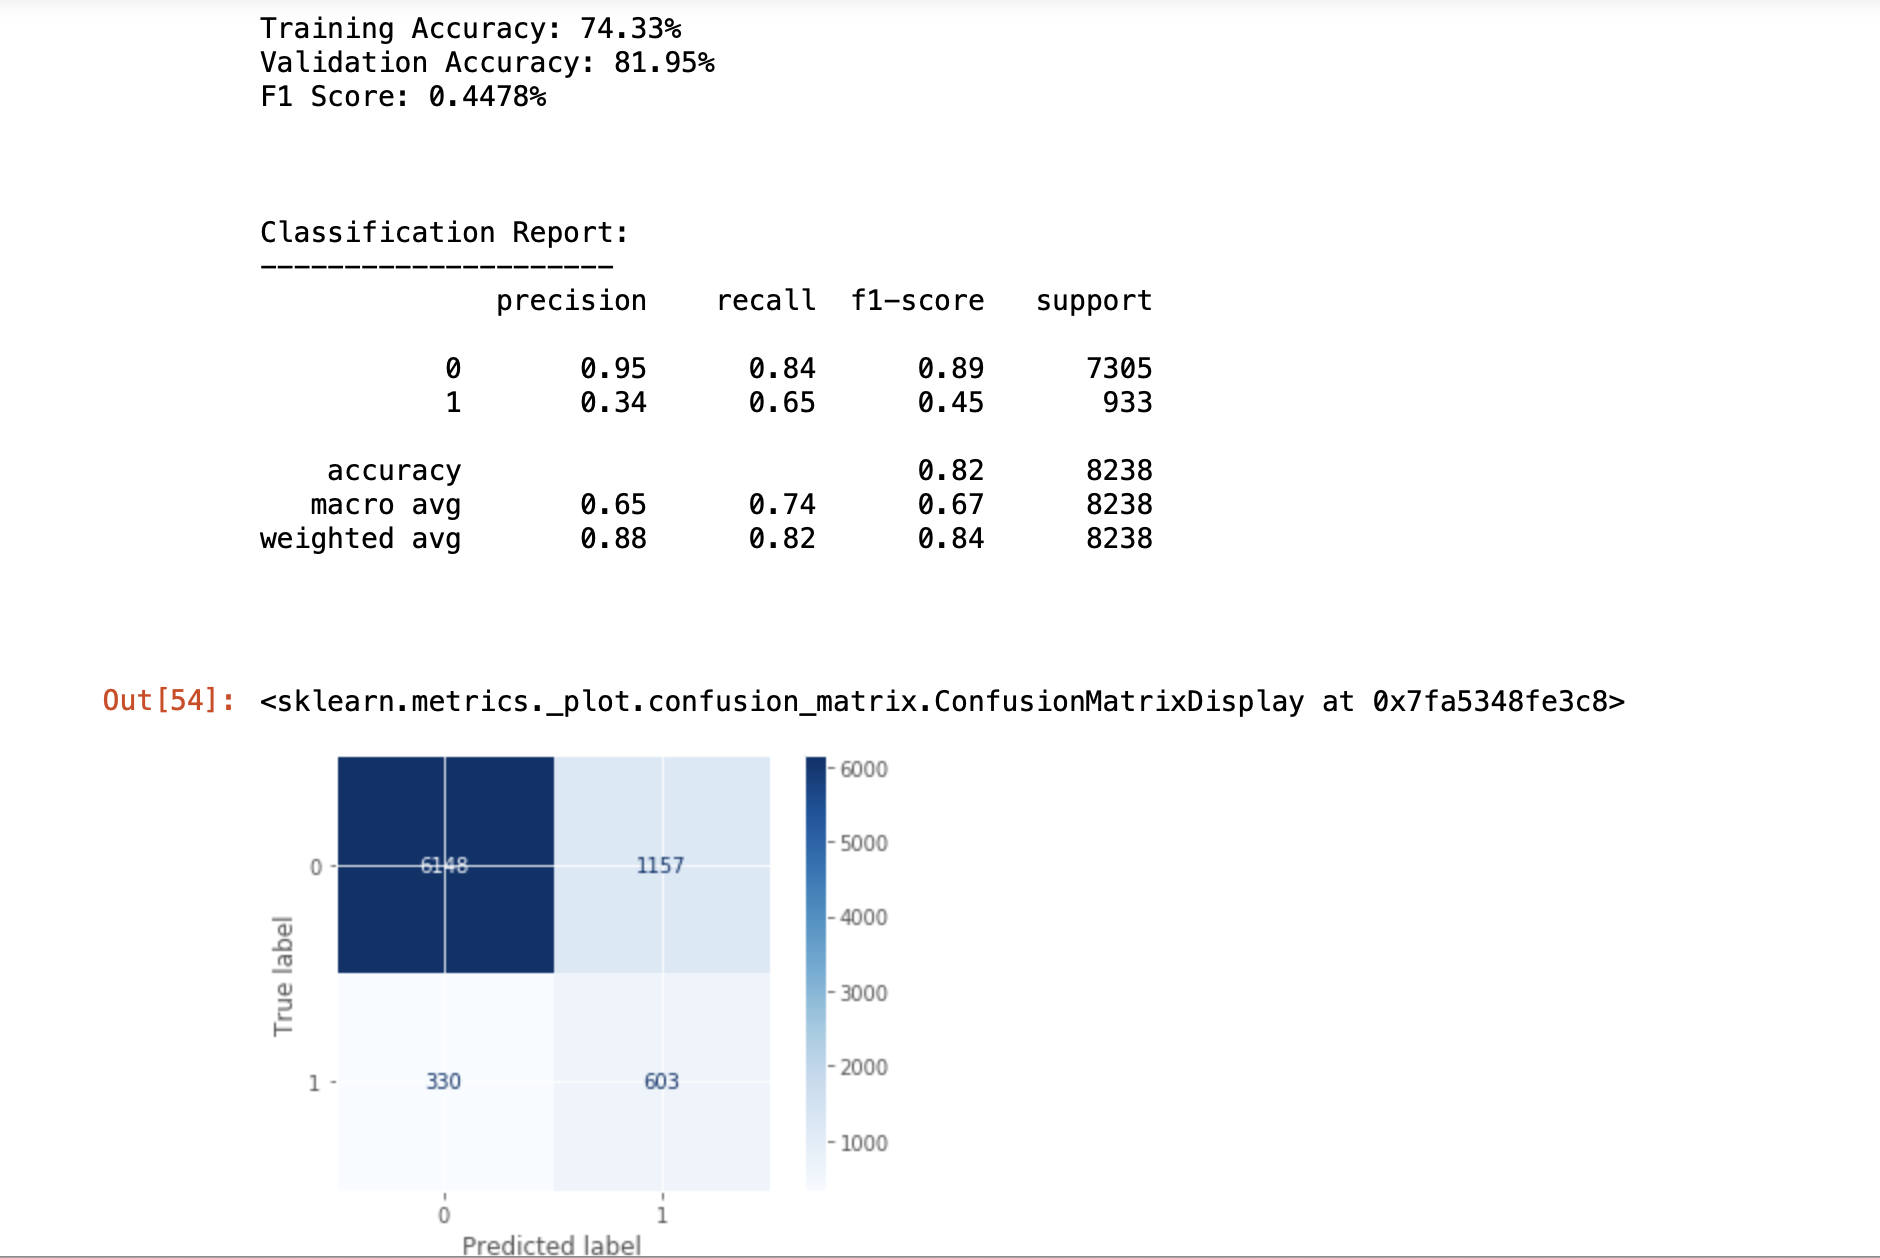 Training Accuracy: 74.33%
Validation Accuracy: 81.95%
F1 Score: 0.4478%
Classification Report:
---------------------
precision recall f1-score support
0 0.95 0.84 0.89 7305
1 0.34 0.65 0.45 933
accuracy 0.82 8238
macro avg 0.65 0.74 0.67 8238
weighted avg 0.88 0.82 0.84 8238
Out[54]: <sklearn.metrics._plot.confusion_matrix.ConfusionMatrixDisplay at 0x7fa5348fe3c8>
6000
5000
0 6148 1157
4000
True label
3000
2000
1 330 603
1000
0 1
Predicted label